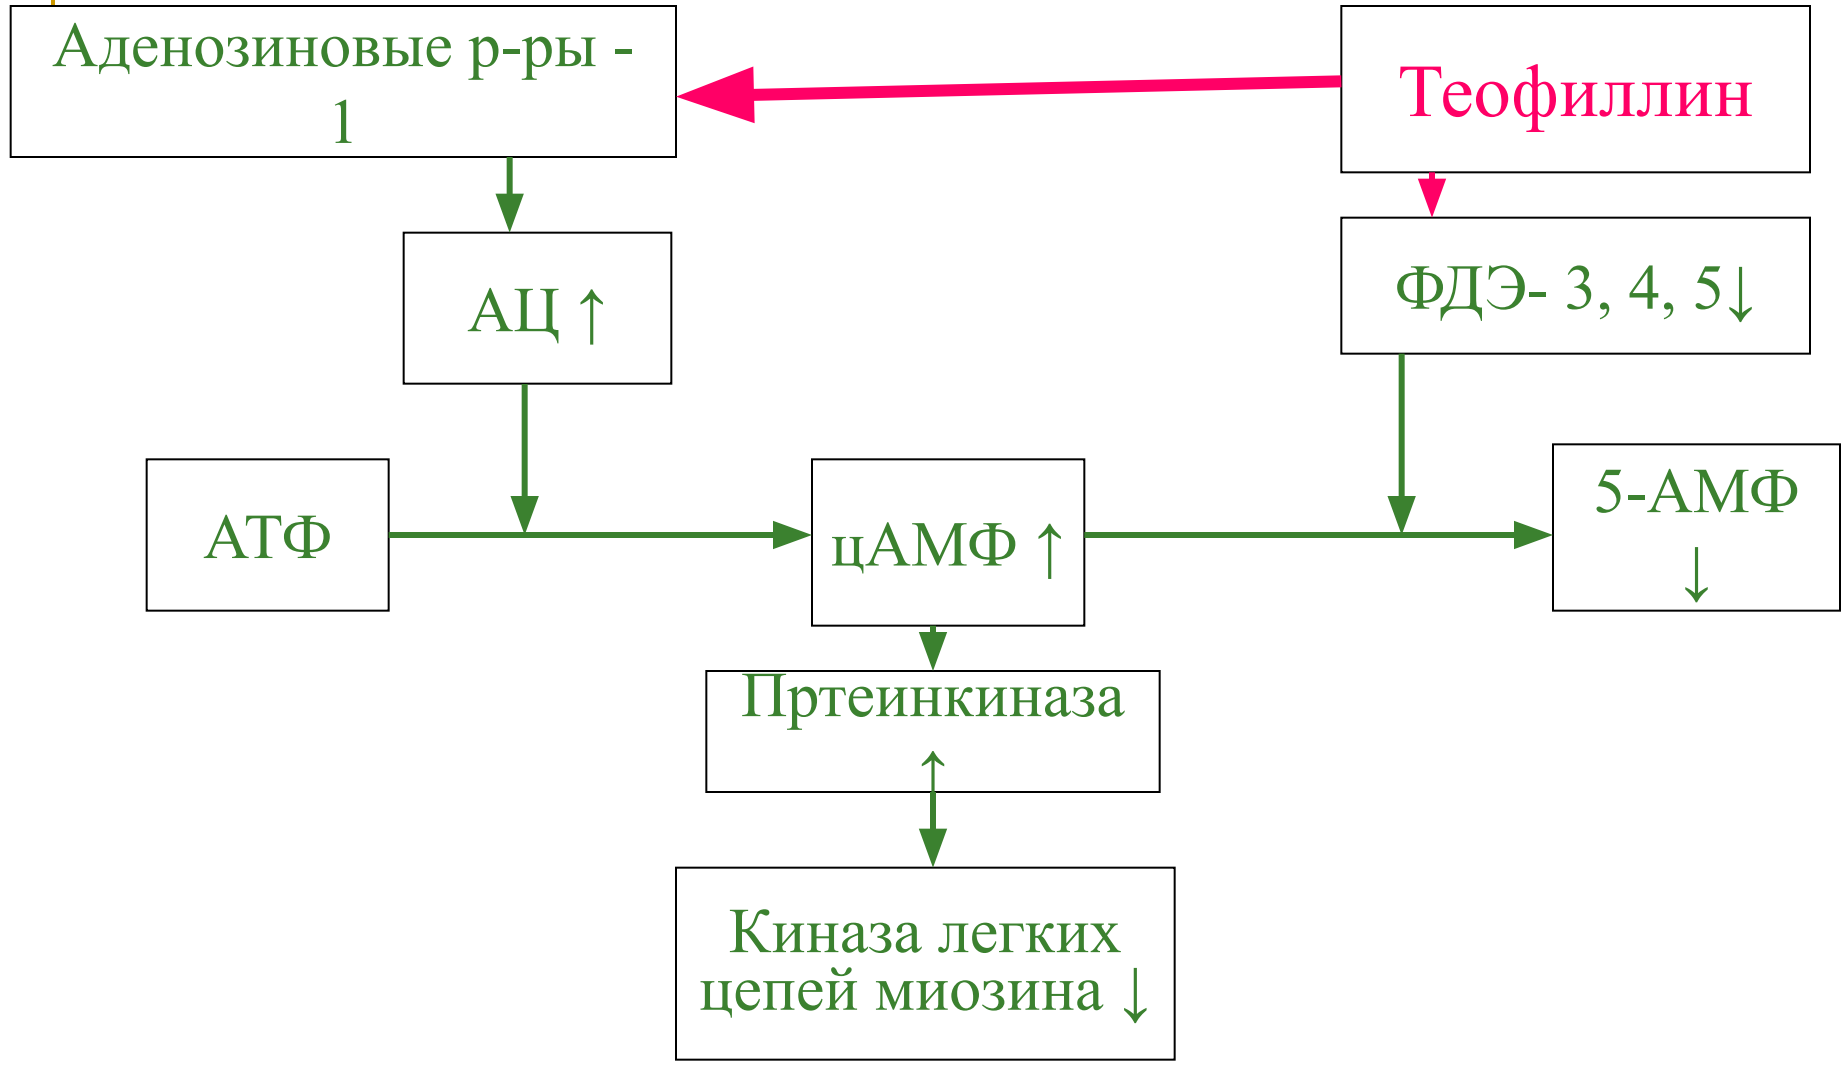 Аденозиновые р-ры -
1
Теофиллин
АЦ ↑
ФДЭ- 3, 4, 5↓
АТФ
цАМФ ↑
5-АМФ
↓
Пртеинкиназа
↑
Киназа легких
цепей миозина ↓